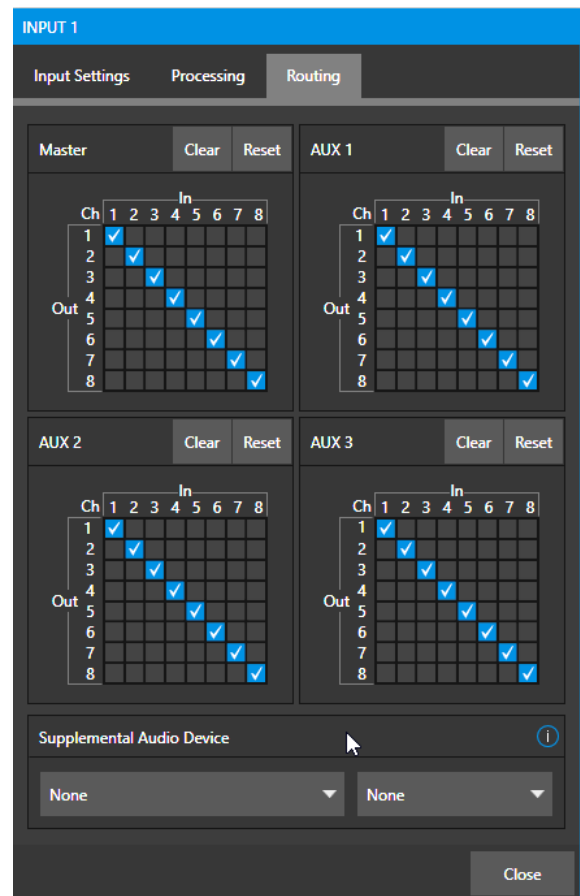 INPUT 1
Input Settings Processing Routing
Master Clear Reset
In
Ch 1 2 3 4 5 6 7 8
1
2
3
Out 4
5
6
7
8
AUX 1 Clear Reset
In
Ch 1 2 3 4 5 6 7 8
1
2
3
Out 4
5
6
7
8
AUX 2 Clear Reset
In
Ch 1 2 3 4 5 6 7 8
1
2
3
Out 4
5
6
7
8
AUX 3 Clear Reset
In
Ch 1 2 3 4 5 6 7 8
1
2
3
Out 4
5
6
7
8
Supplemental Audio Device i
None None
Close